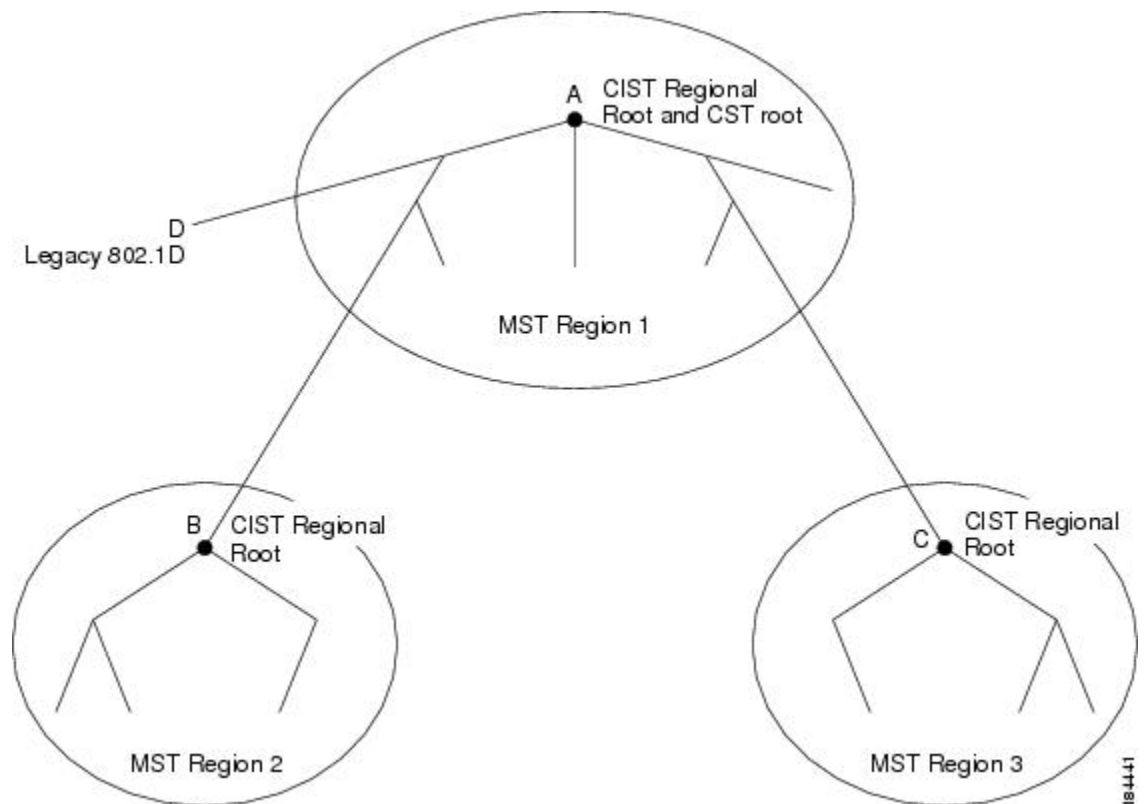 A
CIST Regional
Root and CST root
D
Legacy 802.1D
MST Region 1
B
CIST Regional
Root
C
CIST Regional
Root
MST Region 2
MST Region 3
84441